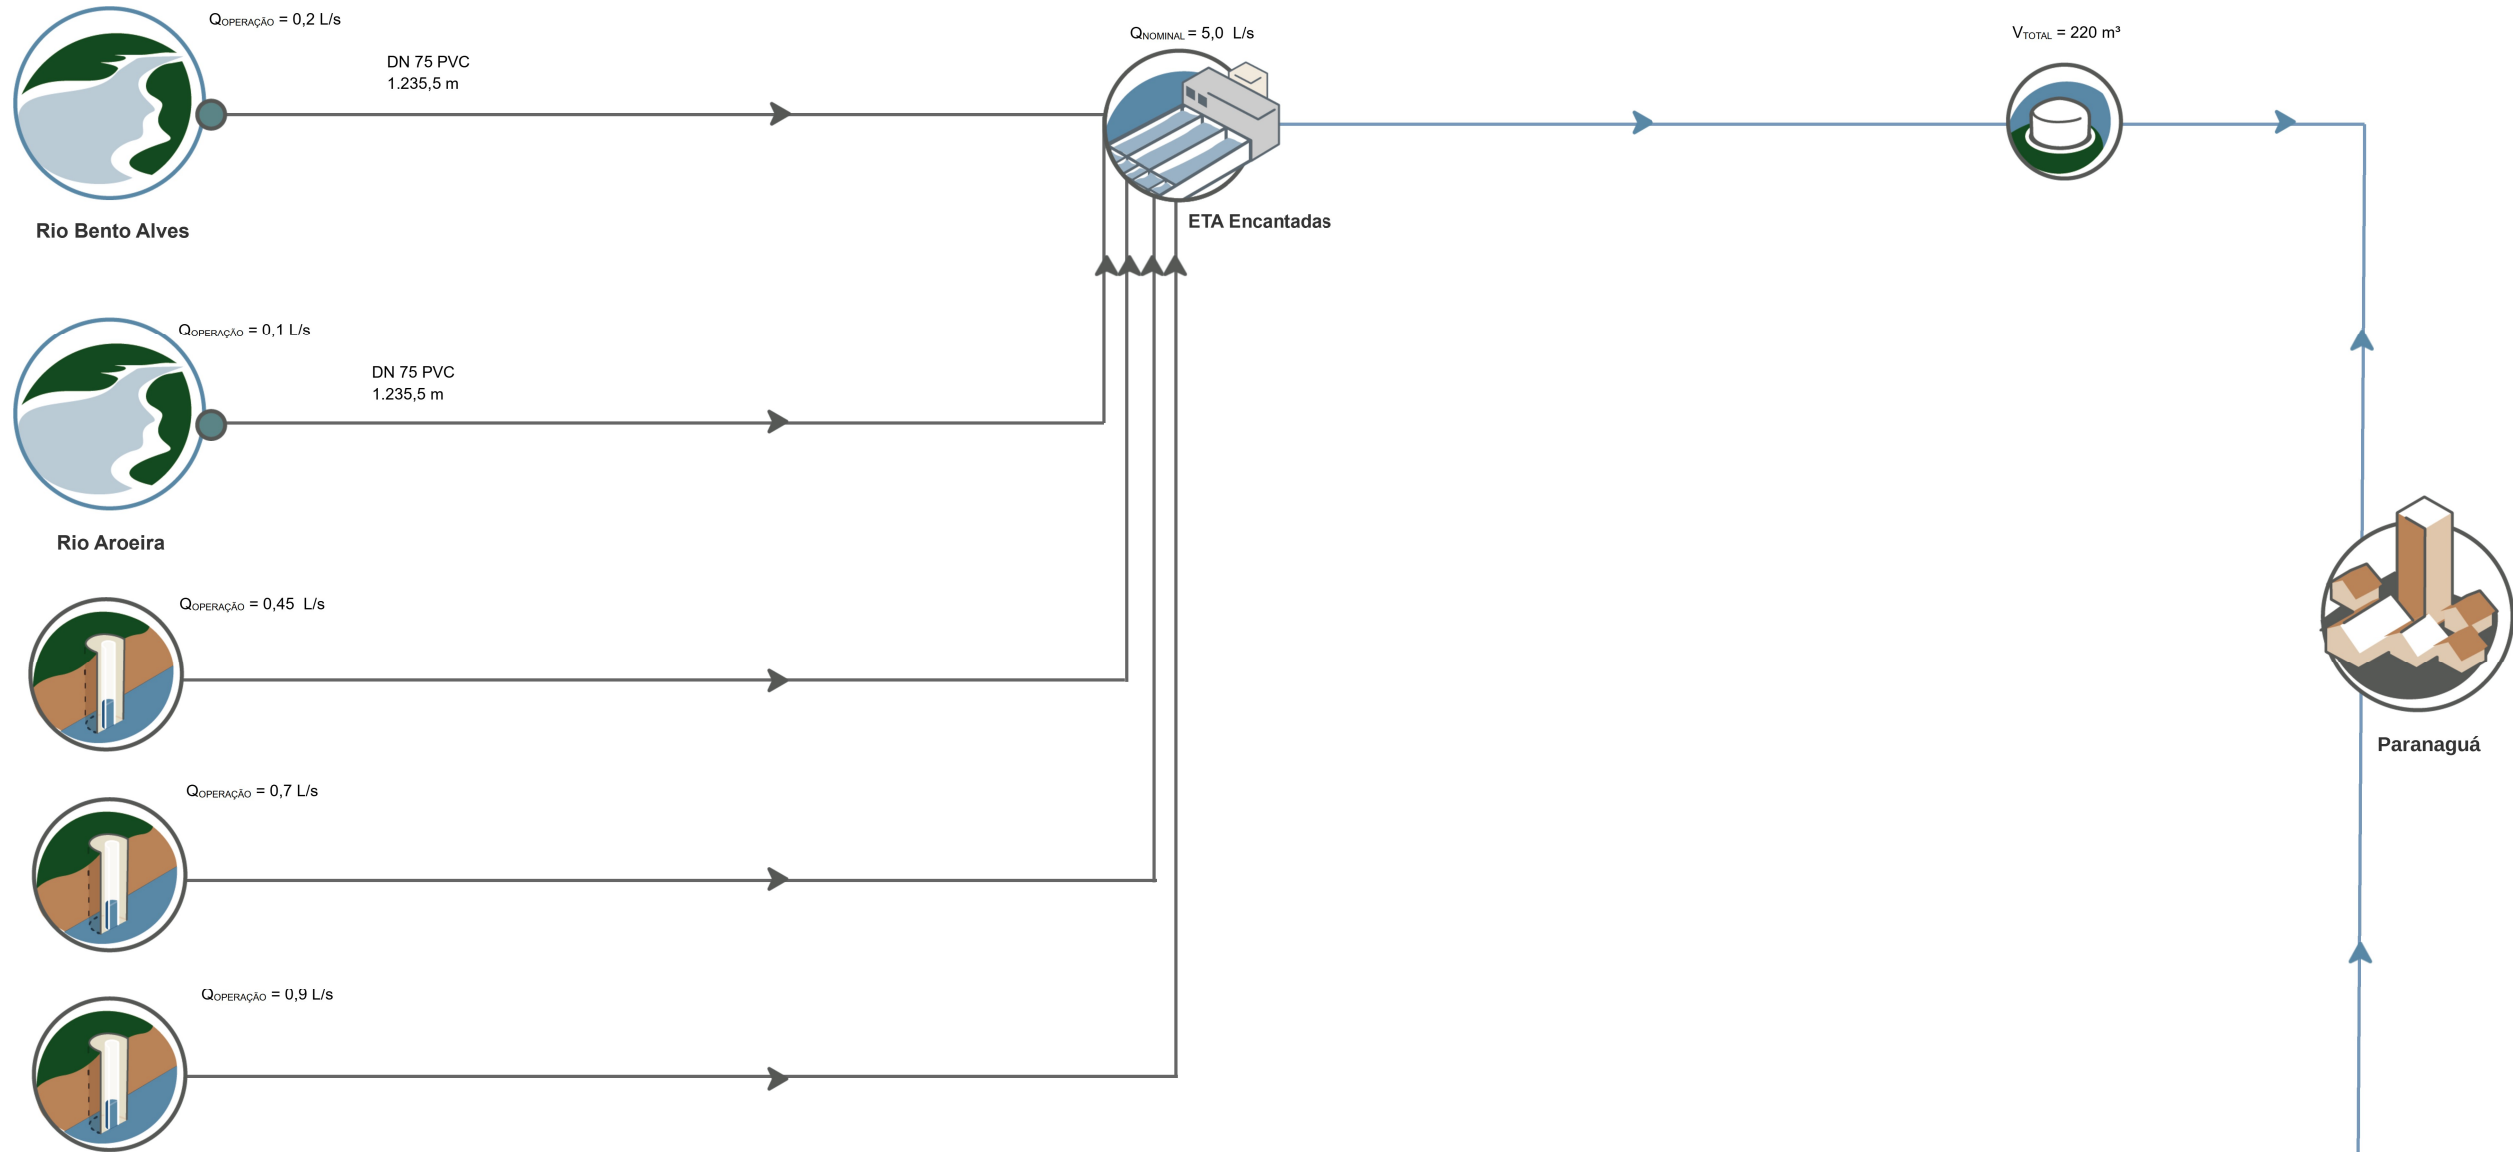 QOPERAÇÃO = 0,2 L/s
DN 75 PVC
1.235,5 m
QNOMINAL = 5,0 L/s
VTOTAL = 220 m³
Rio Bento Alves
ETA Encantadas
QOPERAÇÃO = 0,1 L/s
DN 75 PVC
1.235,5 m
Rio Aroeira
QOPERAÇÃO = 0,45 L/s
Paranaguá
QOPERAÇÃO = 0,7 L/s
QOPERAÇÃO = 0,9 L/s